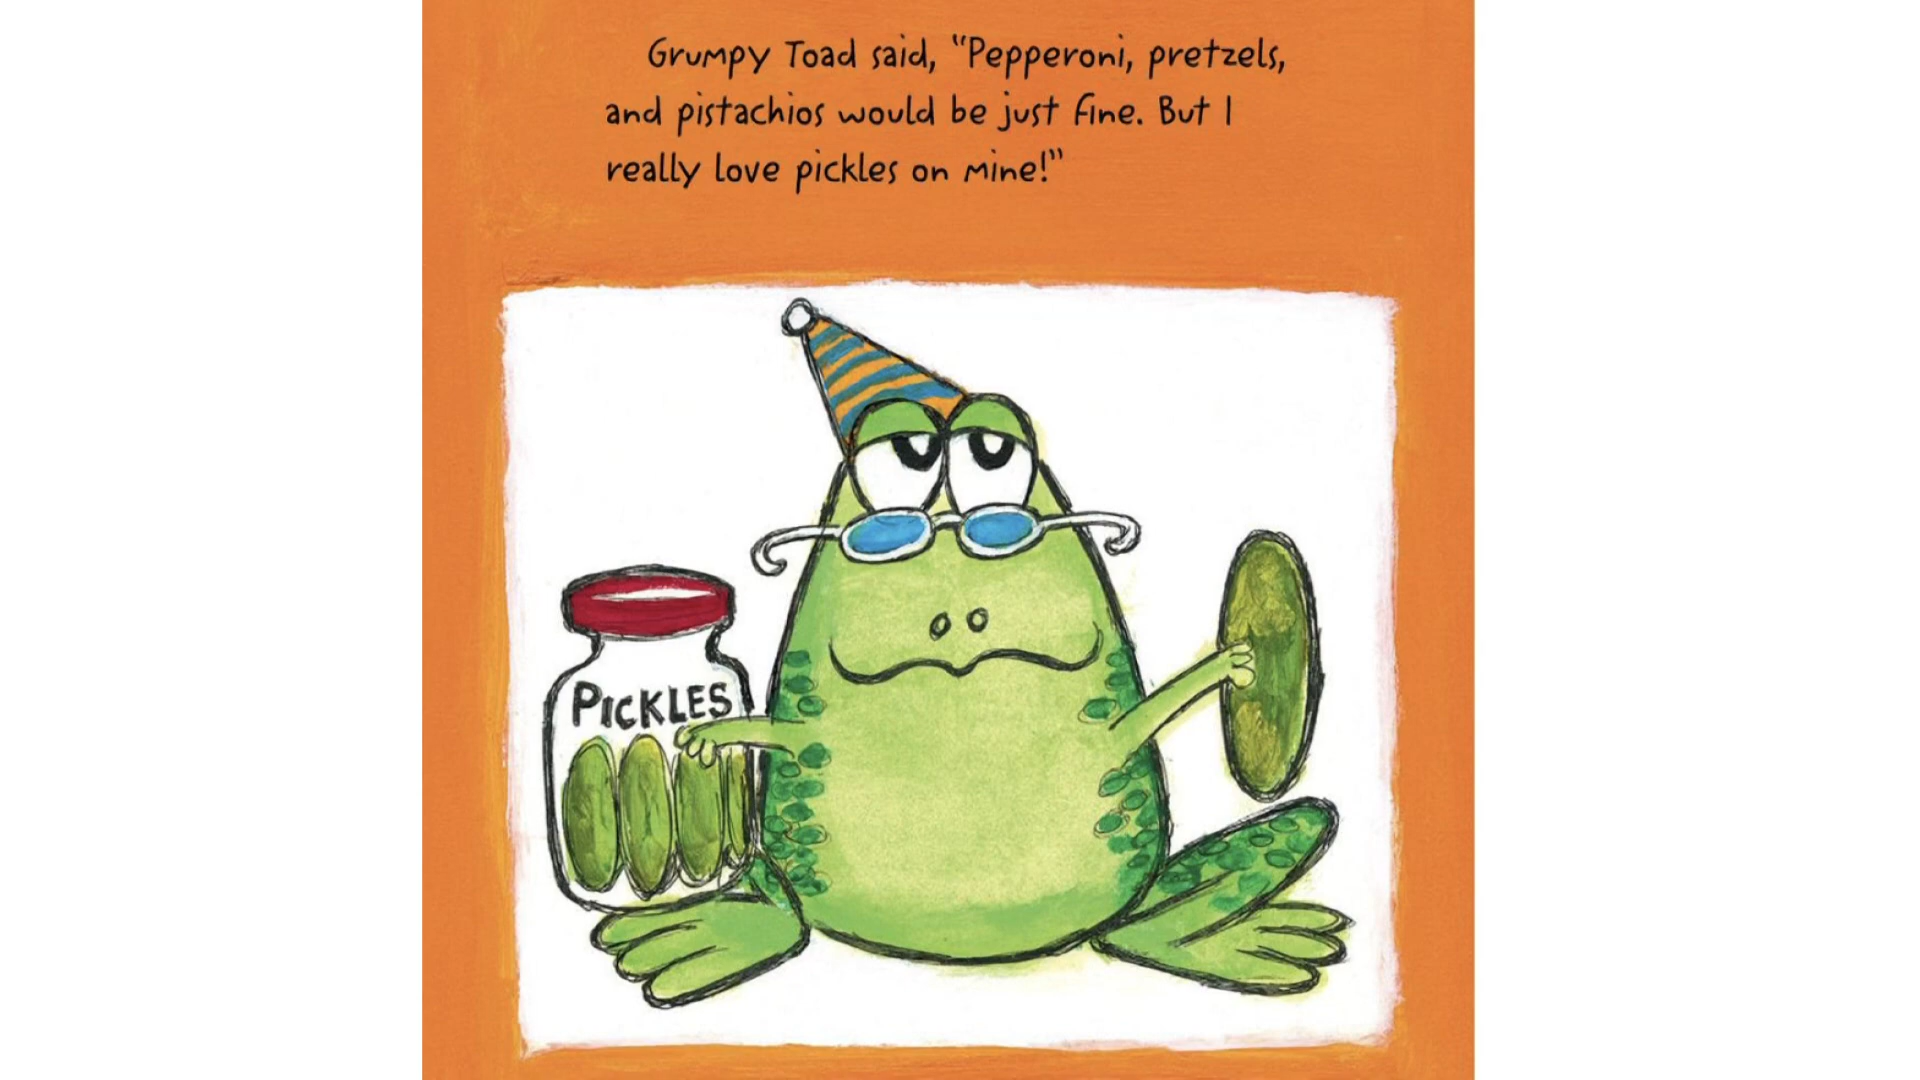 Grumpy Toad said, “Pepperoni, pretzels,
and pistachios would be just fine. But I
really love pickles on mine!”
PICKLES